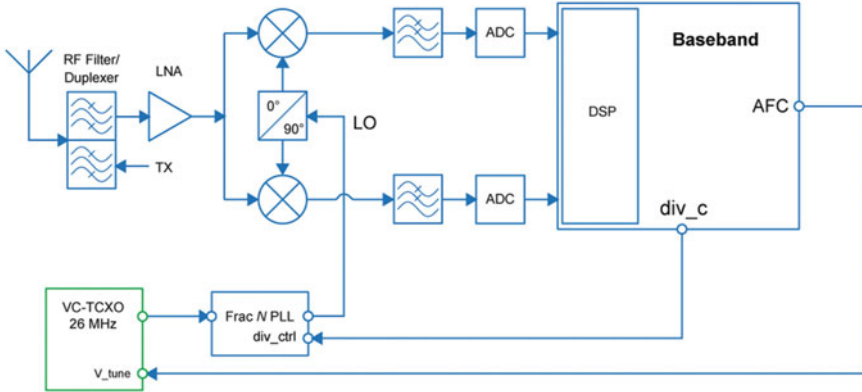 RF Filter/
Duplexer
LNA
TX
0°
90°
LO
ADC
ADC
DSP
Baseband
AFC
div_c
VC-TCXO
26 MHz
V_tune
Frac N PLL
div_ctrl